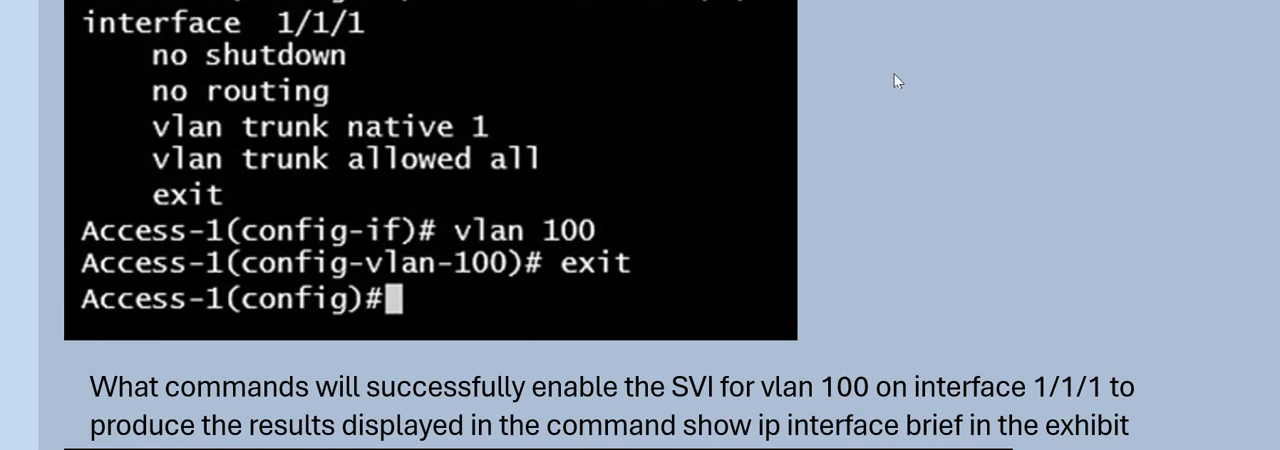 interface 1/1/1
no shutdown
no routing
vlan trunk native 1
vlan trunk allowed all
exit
Access-1(config-if)# vlan 100
Access-1(config-vlan-100)# exit
Access-1(config)#
What commands will successfully enable the SVI for vlan 100 on interface 1/1/1 to
produce the results displayed in the command show ip interface brief in the exhibit